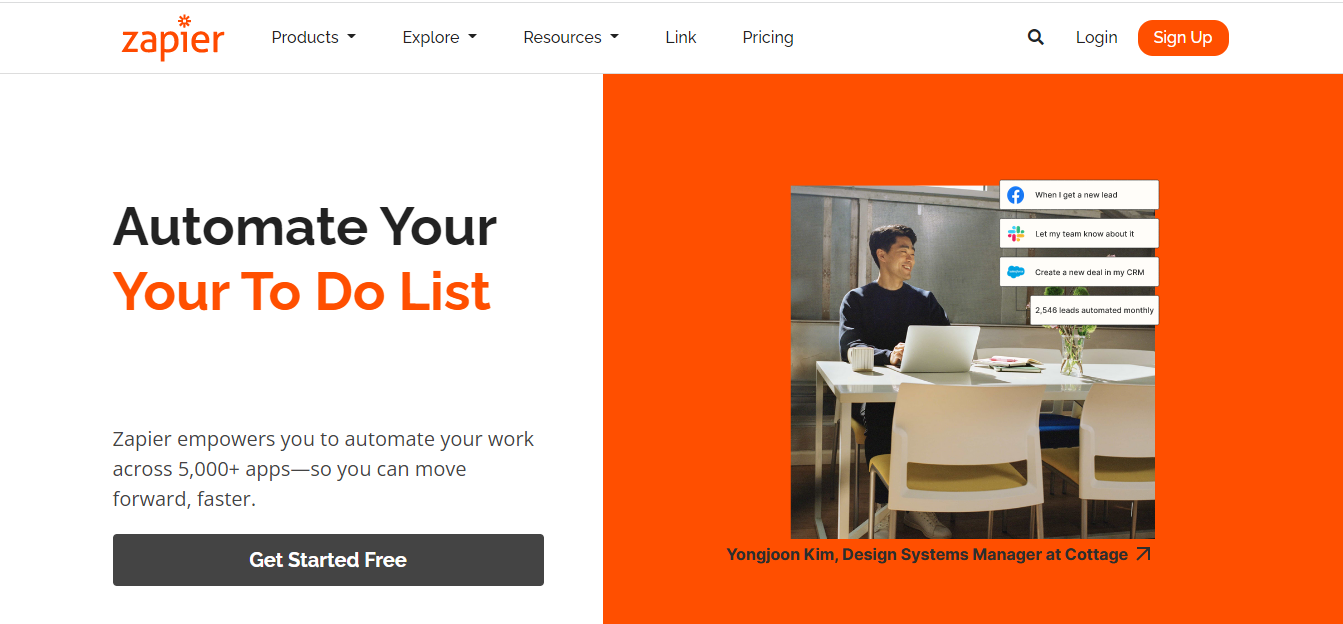 zapier
Products
Explore
Resources
Link
Pricing
Login
Sign Up
Automate Your
Your To Do List
Zapier empowers you to automate your work
across 5,000+ apps—so you can move
forward, faster.
Get Started Free
When I get a new lead
Let my team know about it
Create a new deal in my CRM
2,546 leads automated monthly
Yongjoon Kim, Design Systems Manager at Cottage